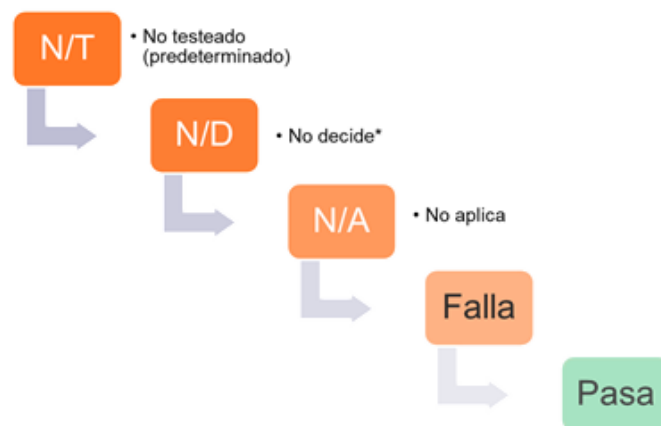 N/T
• No testeado
(predeterminado)
N/D
• No decide*
N/A
• No aplica
Falla
Pasa